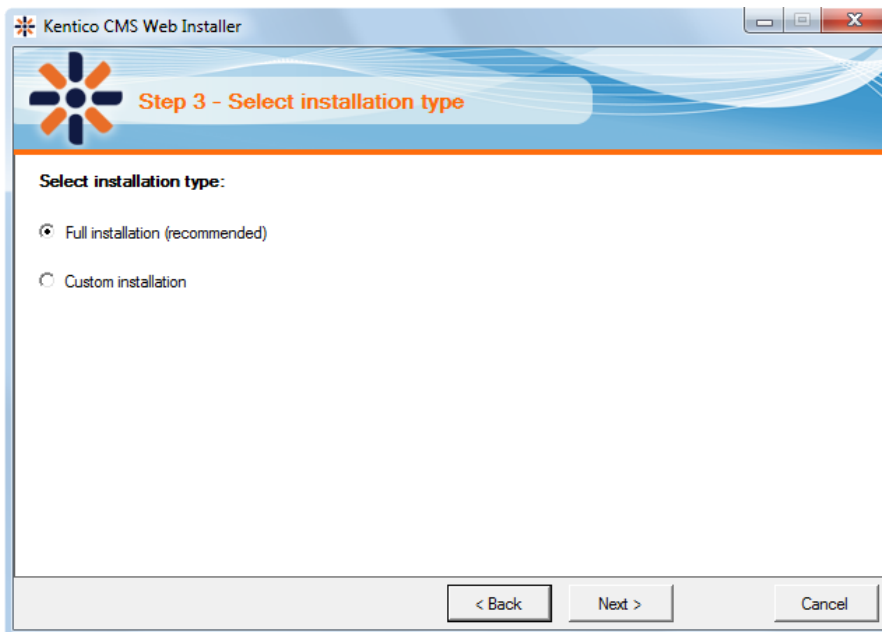 Kentico CMS Web Installer
Step 3 - Select installation type
Select installation type:
Full installation (recommended)
Custom installation
< Back Next > Cancel